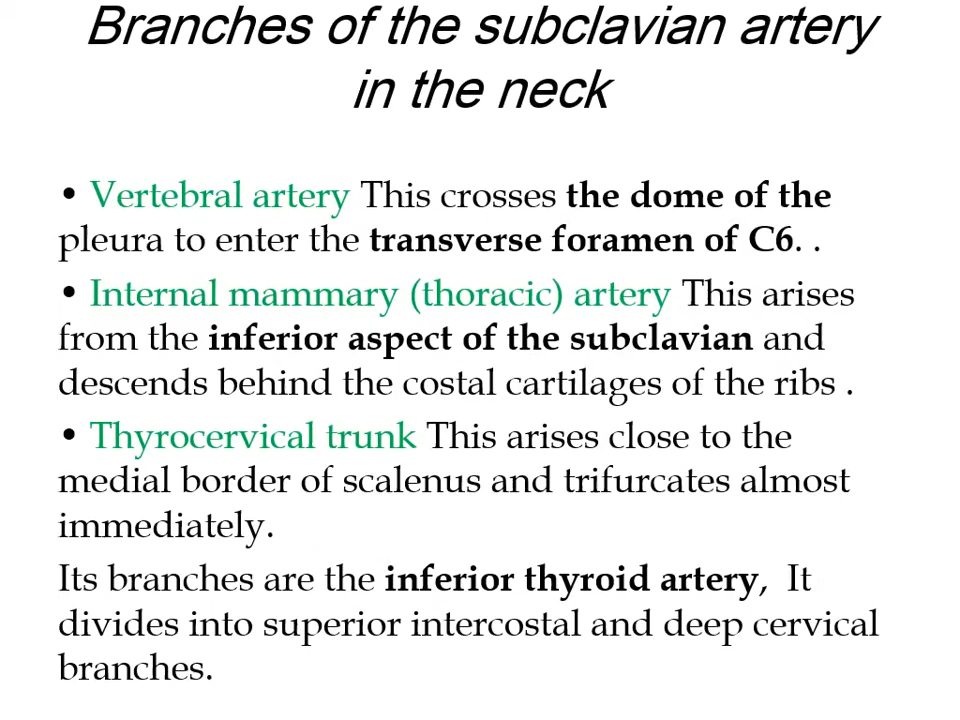 Branches of the subclavian artery
in the neck
• Vertebral artery This crosses the dome of the
pleura to enter the transverse foramen of C6. .
• Internal mammary (thoracic) artery This arises
from the inferior aspect of the subclavian and
descends behind the costal cartilages of the ribs .
• Thyrocervical trunk This arises close to the
medial border of scalenus and trifurcates almost
immediately.
Its branches are the inferior thyroid artery,  It
divides into superior intercostal and deep cervical
branches.